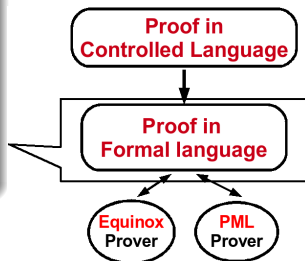 Proof in
Controlled Language
Proof in
Formal language
Equinox
Prover
PML
Prover